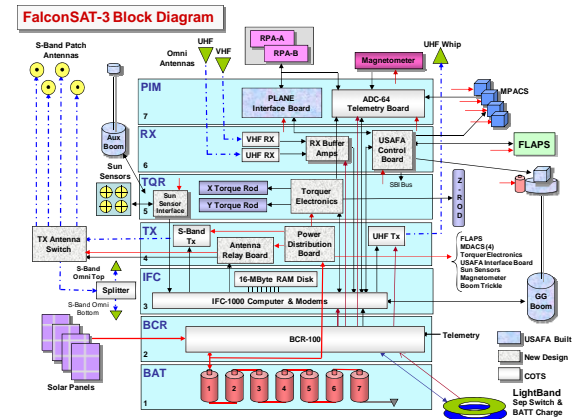 FalconSAT-3 Block Diagram
S-Band Patch
Antennas
UHF
VHF
Omni
Antennas
RPA-A
RPA-B
Magnetometer
UHF Whip
PIM
7
PLANE
Interface Board
ADC-64
Telemetry Board
MPACS
Aux
Boom
RX
6
VHF RX
UHF RX
RX Buffer
Amps
USAFA
Control
Board
SBI Bus
FLAPS
Sun
Sensors
TQR
5
Sun
Sensor
Interface
X Torque Rod
Y Torque Rod
Torquer
Electronics
Z-ROD
TX Antenna
Switch
TX
4
S-Band
Tx
Antenna
Relay Board
Power
Distribution
Board
UHF Tx
FLAPS
MDACS (4)
Torquer Electronics
USAFA Interface Board
Sun Sensors
Magnetometer
Boom Trickle
S-Band
Omni Top
Splitter
S-Band Omni
Bottom
IFC
3
16-MByte RAM Disk
IFC-1000 Computer & Modems
GG
Boom
BCR
2
BCR-100
Telemetry
Solar Panels
BAT
1
1
2
3
4
5
6
7
USAFA Built
New Design
COTS
LightBand
Sep Switch &
BATT Charge